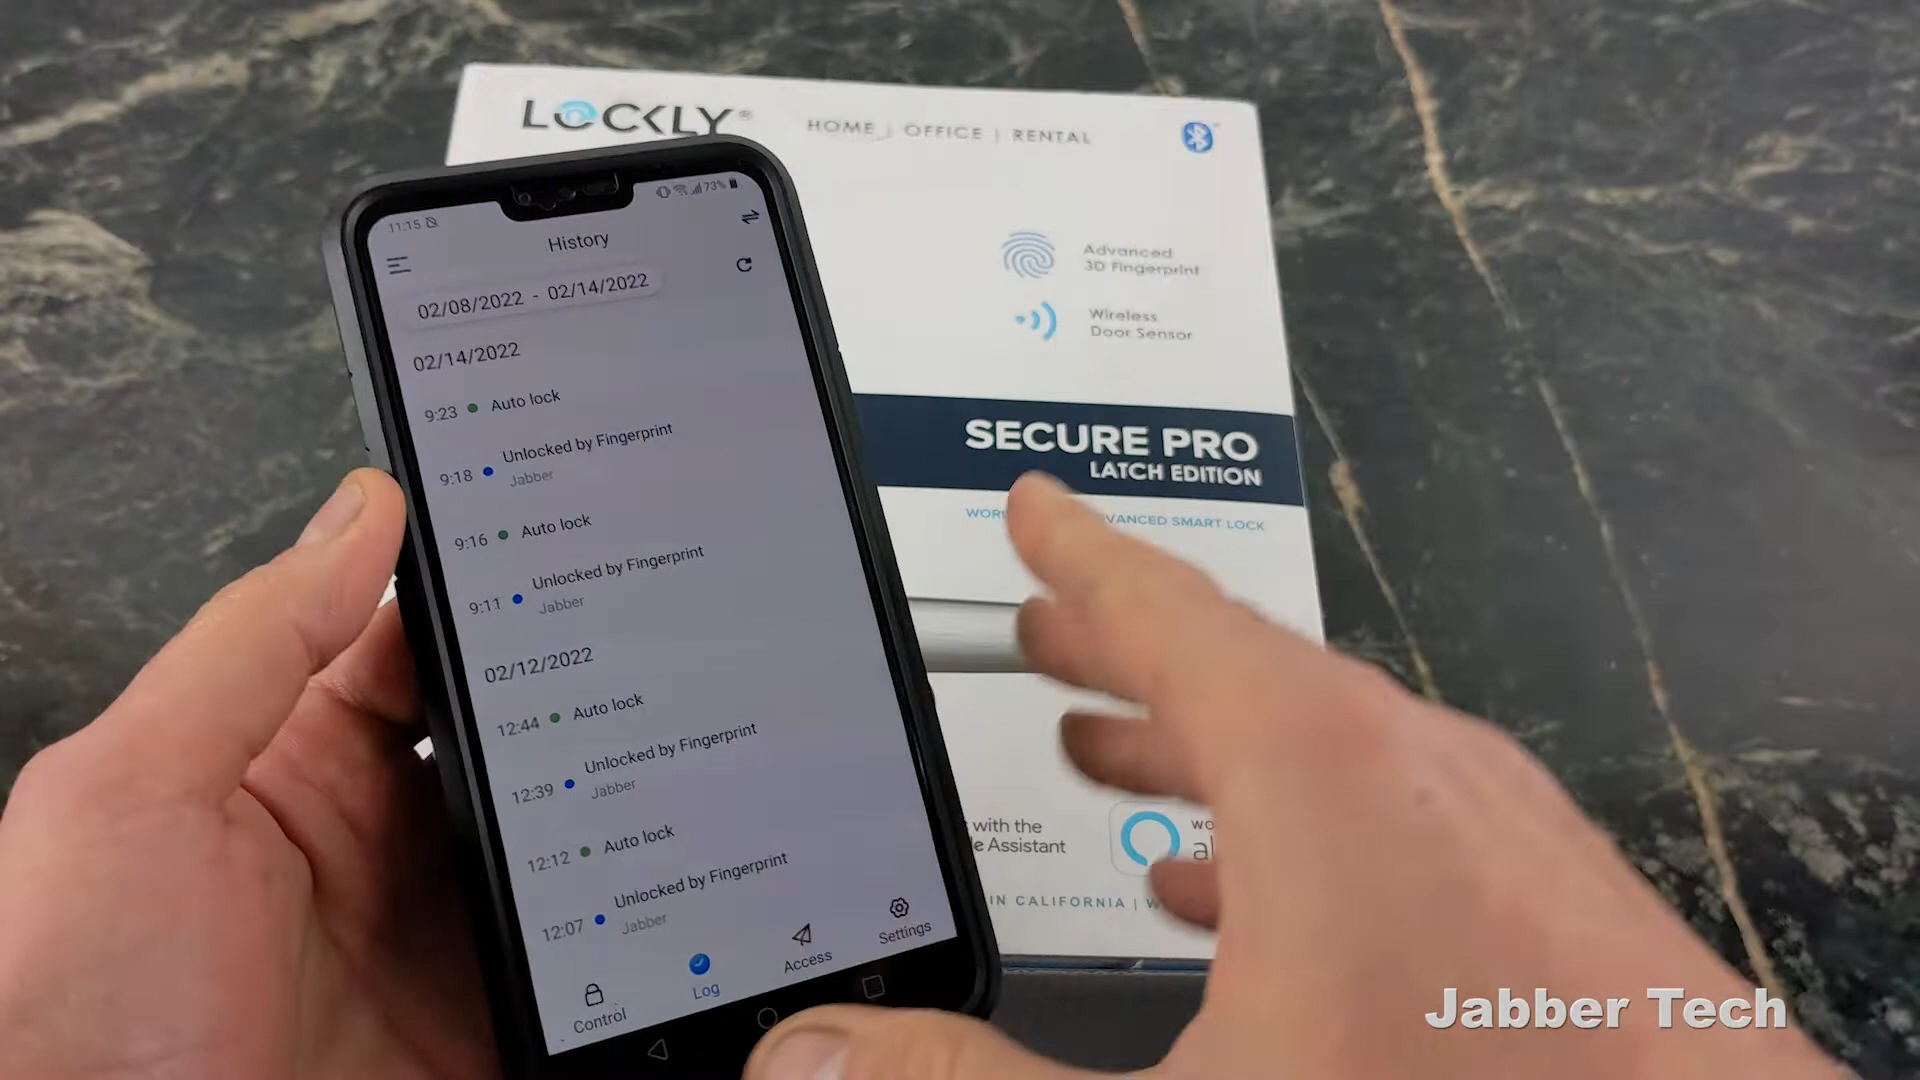 LOCKLY®
HOME | OFFICE | RENTAL
Advanced
3D Fingerprint
Wireless
Door Sensor
SECURE PRO
LATCH EDITION
VANCED SMART LOCK
with the
Assistant
IN CALIFORNIA |
11:15
73%
History
02/08/2022 - 02/14/2022
02/14/2022
9:23 Auto lock
9:18 Unlocked by Fingerprint
Jabber
9:16 Auto lock
9:11 Unlocked by Fingerprint
Jabber
02/12/2022
12:44 Auto lock
12:39 Unlocked by Fingerprint
Jabber
12:12 Auto lock
12:07 Unlocked by Fingerprint
Jabber
Control
Log
Access
Settings
Jabber Tech